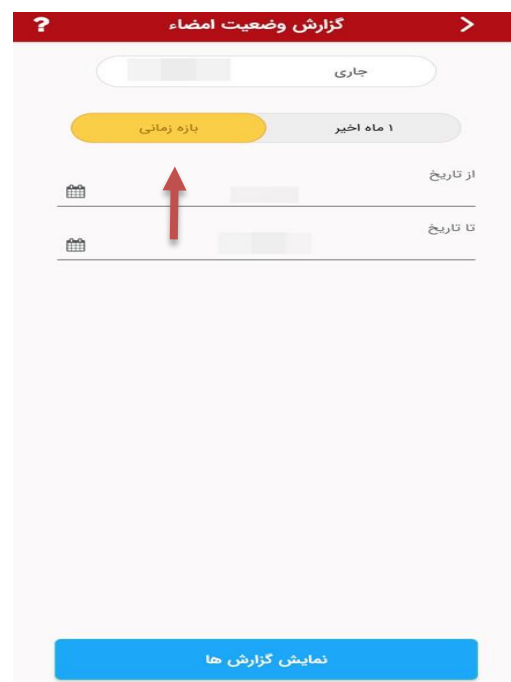 گزارش وضعیت امضاء ?
جاری
۱ ماه اخیر بازه زمانی
از تاریخ
تا تاریخ
نمایش گزارش ها